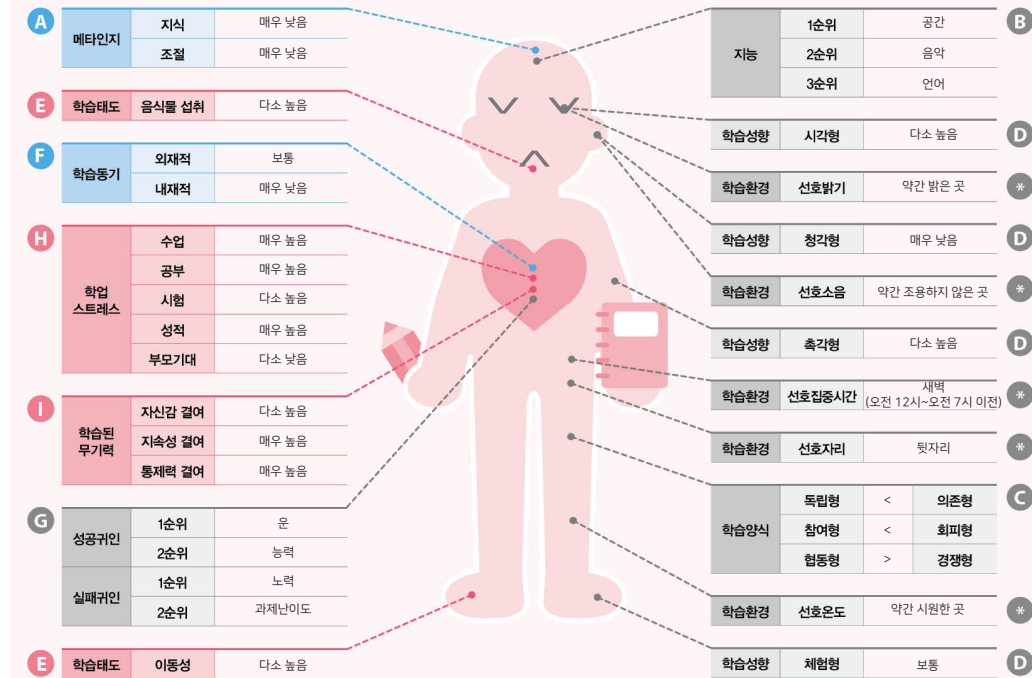 A
메타인지
지식 매우 낮음
조절 매우 낮음
E
학습태도 음식물 섭취 다소 높음
F
학습동기
외재적 보통
내재적 매우 낮음
H
학업
스트레스
수업 매우 높음
공부 매우 높음
시험 다소 높음
성적 매우 높음
부모기대 다소 낮음
I
학습된
무기력
자신감 결여 다소 높음
지속성 결여 매우 높음
통제력 결여 매우 높음
G
성공귀인
1순위 운
2순위 능력
실패귀인
1순위 노력
2순위 과제난이도
E
학습태도 이동성 다소 높음
B
지능
1순위 공간
2순위 음악
3순위 언어
학습성향 시각형 다소 높음 D
학습환경 선호밝기 약간 밝은 곳 *
학습성향 청각형 매우 낮음 D
학습환경 선호소음 약간 조용하지 않은 곳 *
학습성향 촉각형 다소 높음 D
학습환경 선호집중시간 새벽
(오전 12시~오전 7시 이전) *
학습환경 선호자리 뒷자리 *
C
학습양식
독립형 < 의존형
참여형 < 회피형
협동형 > 경쟁형
학습환경 선호온도 약간 시원한 곳 *
학습성향 체험형 보통 D